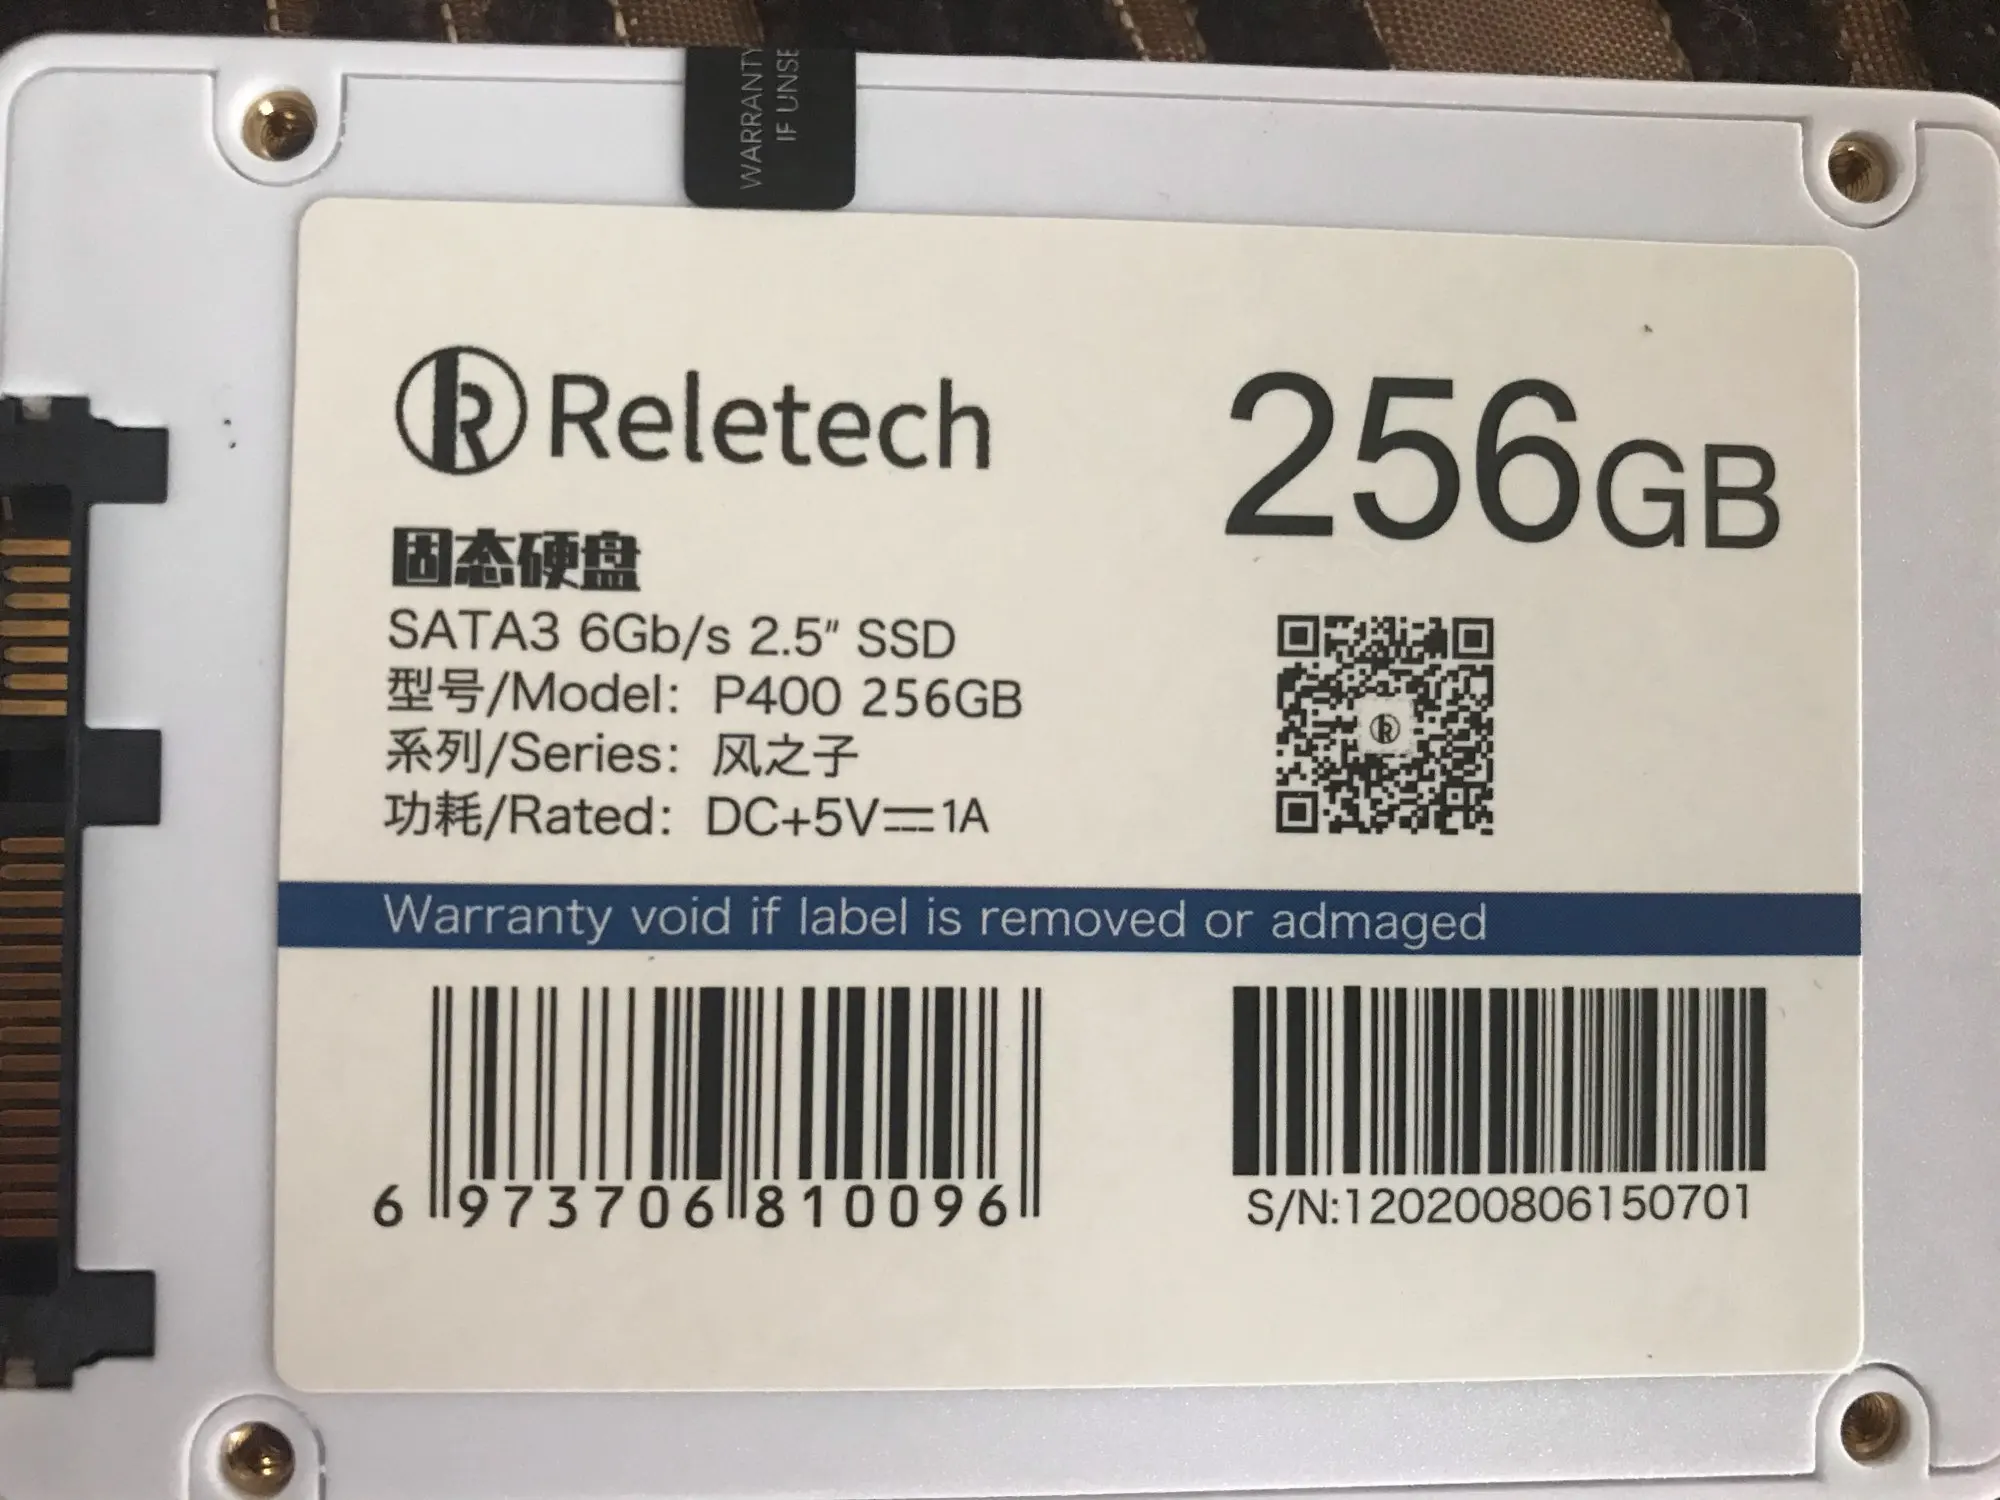 WARRANTY
IF UNSE
Reletech
256GB
固态硬盘
SATA3 6Gb/s 2.5" SSD
型号/Model: P400 256GB
系列/Series: 风之子
功耗/Rated: DC+5V⎓1A
Warranty void if label is removed or admaged
6 973706 810096
S/N:120200806150701